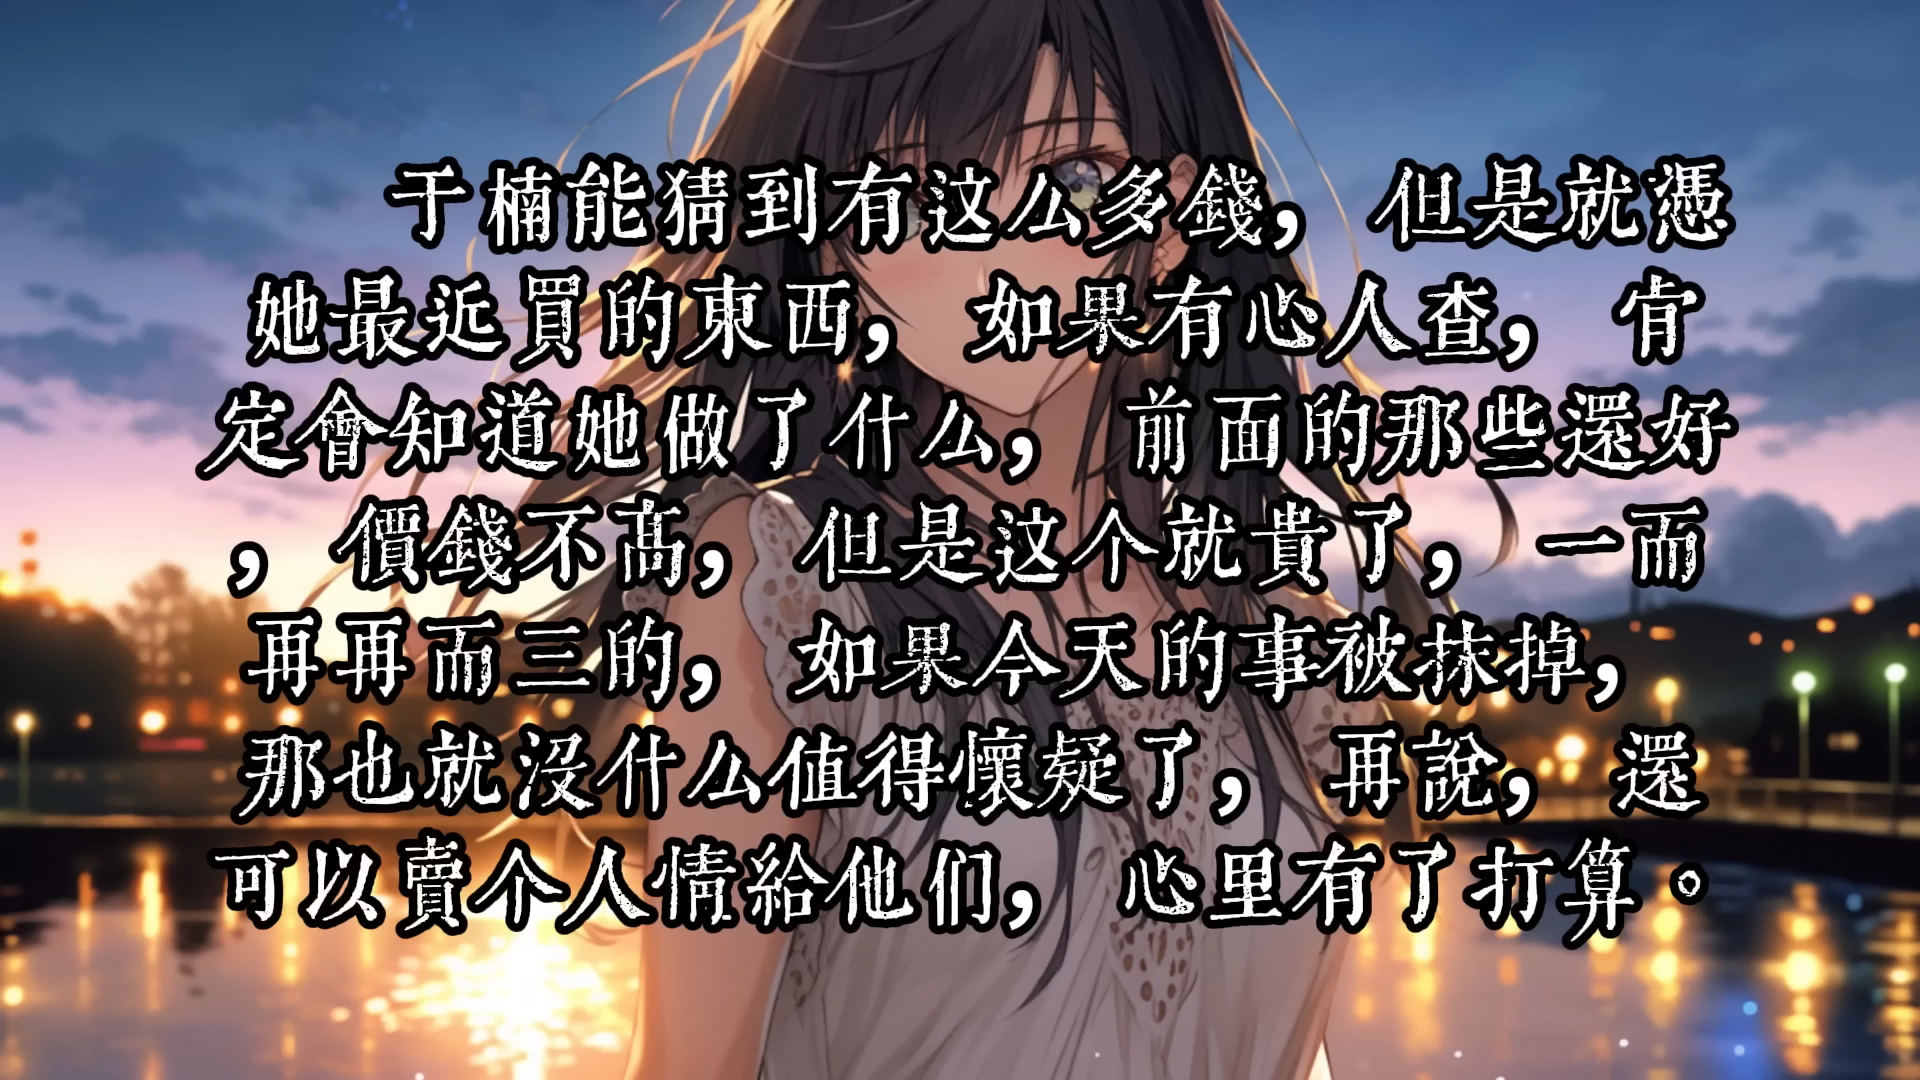 于楠能猜到有这么多錢，但是就憑
她最近買的東西，如果有心人查，肯
定會知道她做了什么，前面的那些還好
，價錢不高，但是这个就貴了，一而
再再而三的，如果今天的事被抹掉，
那也就沒什么值得懷疑了，再說，還
可以賣个人情給他们，心里有了打算。